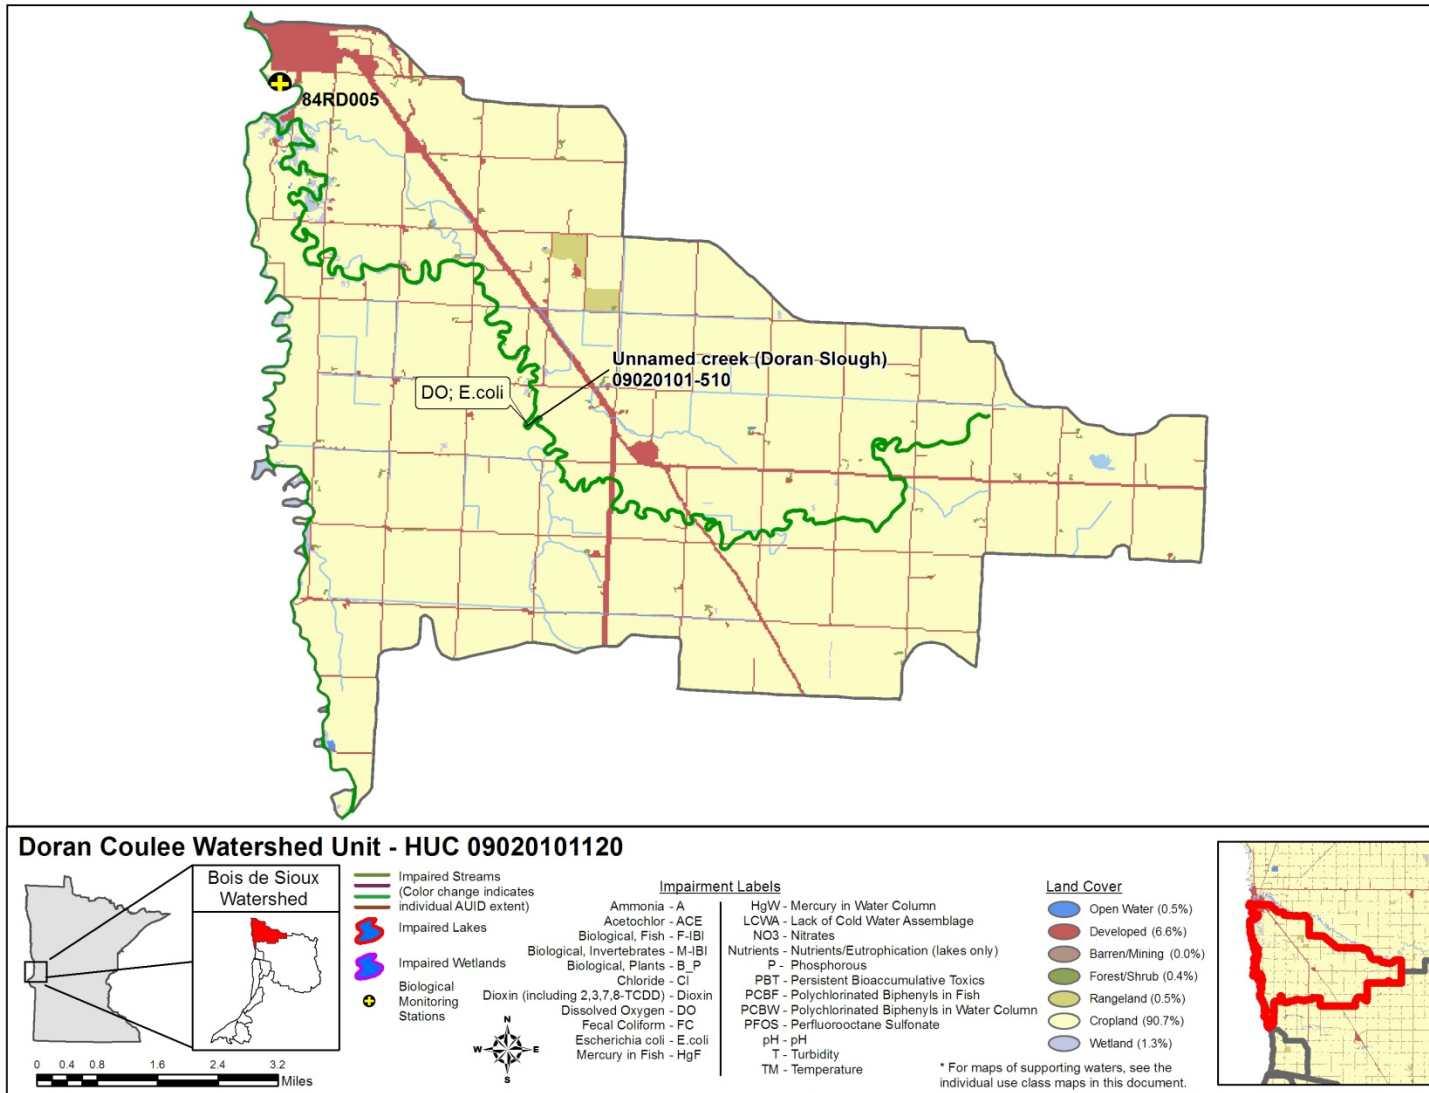 84RD005
Unnamed creek (Doran Slough)
09020101-510
DO; E.coli
Doran Coulee Watershed Unit - HUC 09020101120
Bois de Sioux
Watershed
0 0.4 0.8 1.6 2.4 3.2
Miles
Impaired Streams
(Color change indicates
individual AUID extent)
Impaired Lakes
Impaired Wetlands
Biological
Monitoring
Stations
N
W E
S
Impairment Labels
Ammonia - A
Acetochlor - ACE
Biological, Fish - F-IBI
Biological, Invertebrates - M-IBI
Biological, Plants - B_P
Chloride - Cl
Dioxin (including 2,3,7,8-TCDD) - Dioxin
Dissolved Oxygen - DO
Fecal Coliform - FC
Escherichia coli - E.coli
Mercury in Fish - HgF
HgW - Mercury in Water Column
LCWA - Lack of Cold Water Assemblage
NO3 - Nitrates
Nutrients - Nutrients/Eutrophication (lakes only)
P - Phosphorous
PBT - Persistent Bioaccumulative Toxics
PCBF - Polychlorinated Biphenyls in Fish
PCBW - Polychlorinated Biphenyls in Water Column
PFOS - Perfluorooctane Sulfonate
pH - pH
T - Turbidity
TM - Temperature
Land Cover
Open Water (0.5%)
Developed (6.6%)
Barren/Mining (0.0%)
Forest/Shrub (0.4%)
Rangeland (0.5%)
Cropland (90.7%)
Wetland (1.3%)
* For maps of supporting waters, see the
individual use class maps in this document.